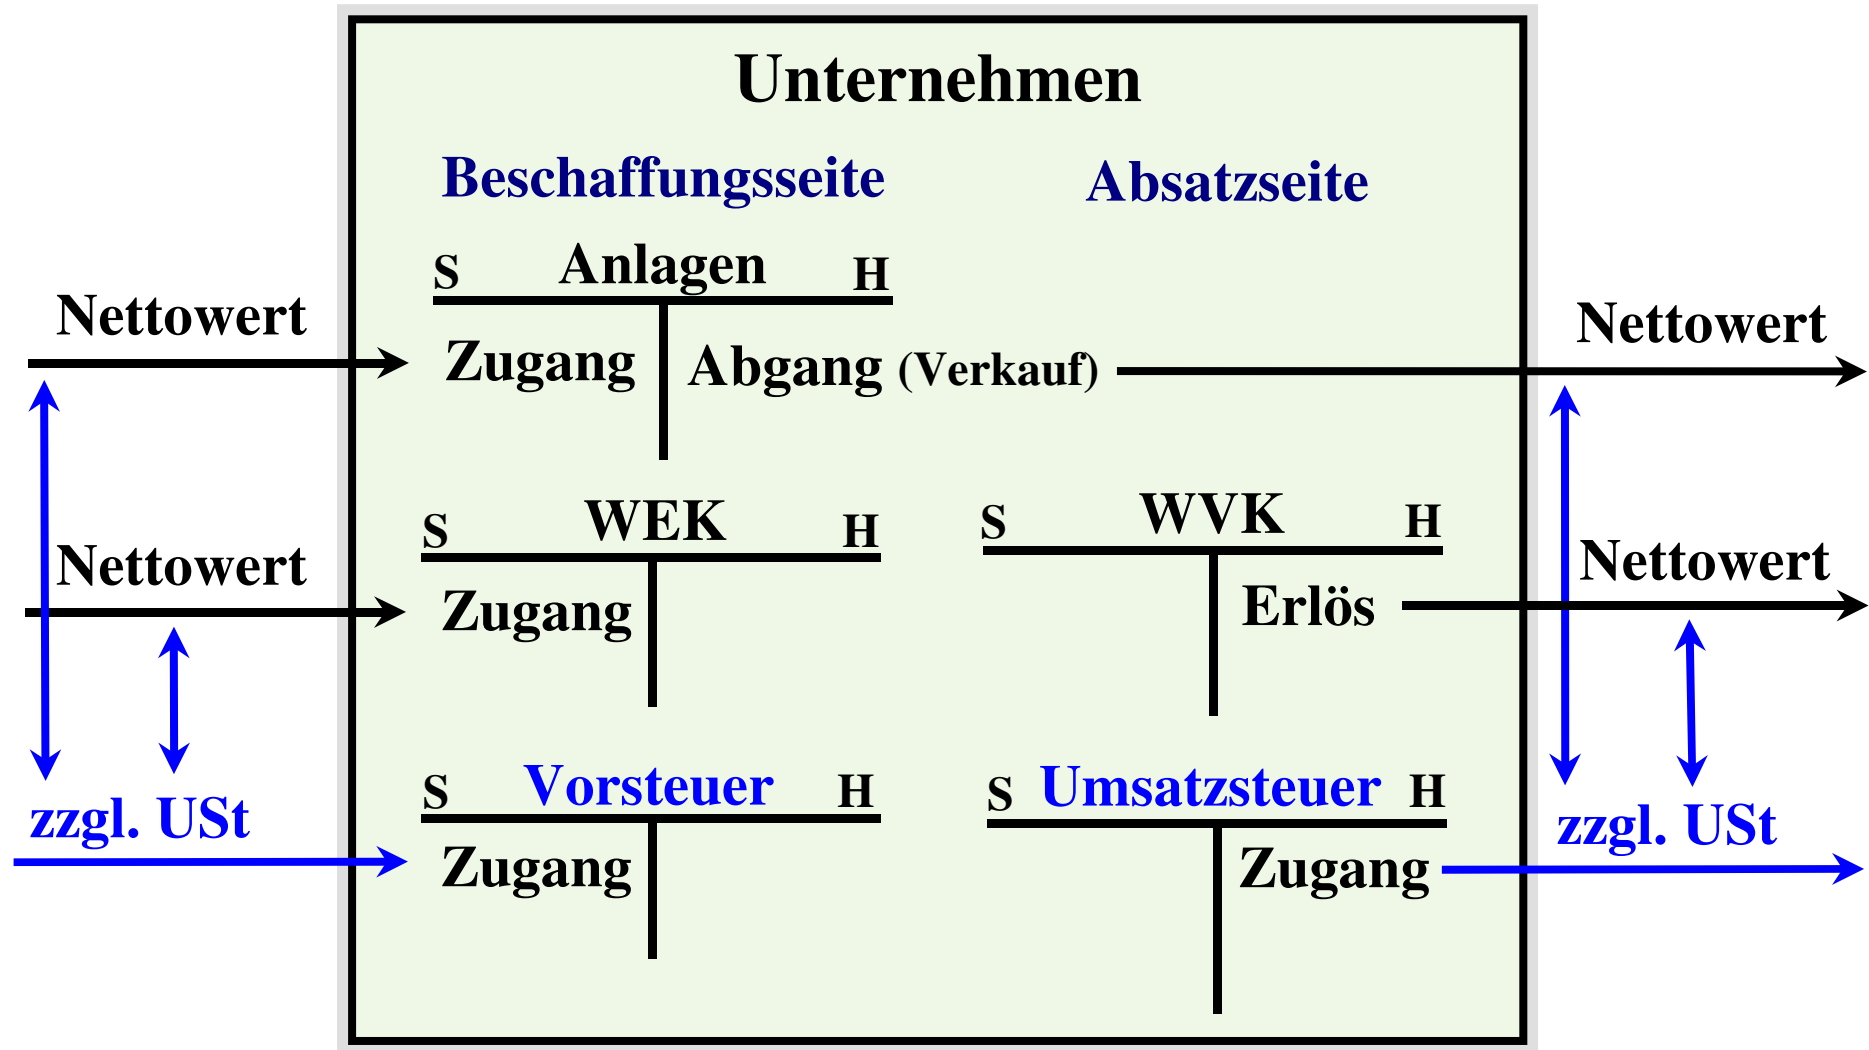 Unternehmen
Beschaffungsseite
Absatzseite
S Anlagen H
Nettowert
Zugang
Abgang (Verkauf)
Nettowert
S WEK H
S WVK H
Nettowert
Zugang
Erlös
Nettowert
S Vorsteuer H
S Umsatzsteuer H
zzgl. USt
Zugang
Zugang
zzgl. USt